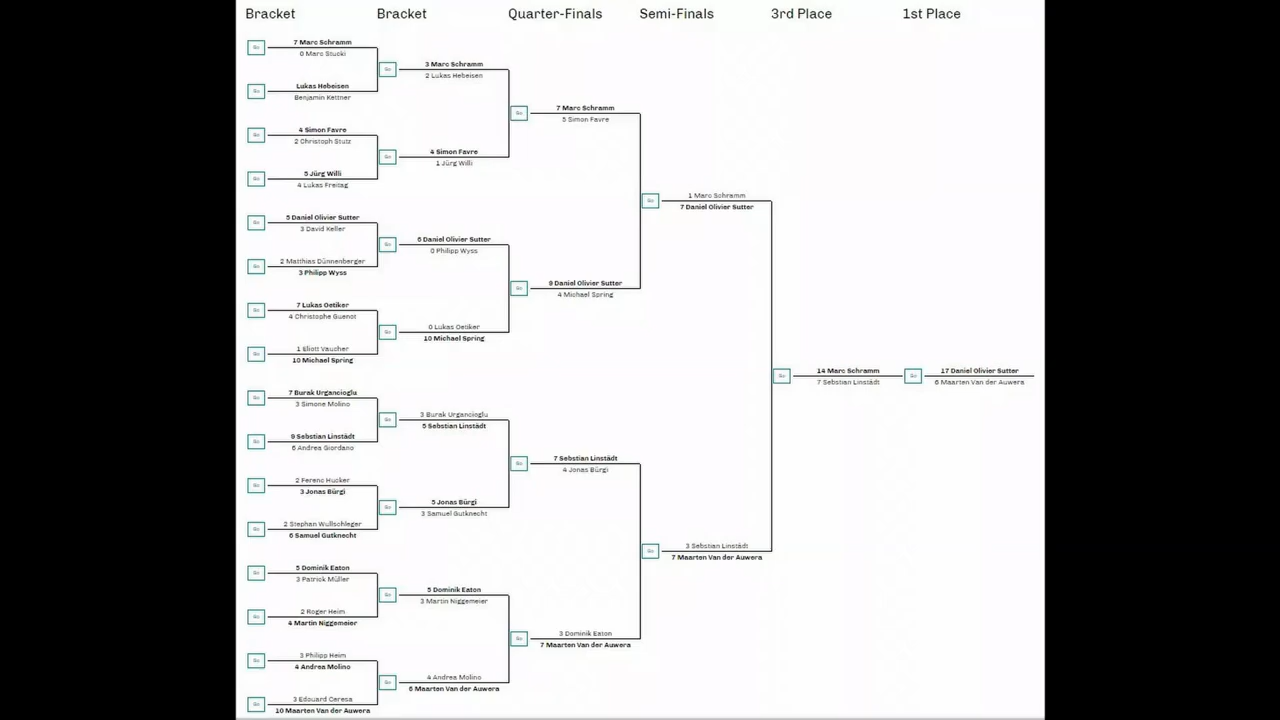 Bracket
Bracket
Quarter-Finals
Semi-Finals
3rd Place
1st Place
7 Marc Schramm
0 Marc Stucki
Lukas Hebeisen
Benjamin Kettner
4 Simon Favre
2 Christoph Stutz
5 Jürg Willi
4 Lukas Freitag
5 Daniel Olivier Sutter
3 David Keller
2 Matthias Dünnenberger
3 Philipp Wyss
7 Lukas Oetiker
4 Christophe Guenot
1 Eliott Vaucher
10 Michael Spring
7 Burak Urgancioglu
3 Simone Molino
9 Sebstian Linstädt
6 Andrea Giordano
2 Ferenc Hucker
3 Jonas Bürgi
2 Stephan Wullschleger
6 Samuel Gutknecht
5 Dominik Eaton
3 Patrick Müller
2 Roger Heim
4 Martin Niggemeier
3 Philipp Heim
4 Andrea Molino
3 Edouard Ceresa
10 Maarten Van der Auwera
3 Marc Schramm
2 Lukas Hebeisen
4 Simon Favre
1 Jürg Willi
6 Daniel Olivier Sutter
0 Philipp Wyss
0 Lukas Oetiker
10 Michael Spring
3 Burak Urgancioglu
5 Sebstian Linstädt
5 Jonas Bürgi
3 Samuel Gutknecht
5 Dominik Eaton
3 Martin Niggemeier
4 Andrea Molino
6 Maarten Van der Auwera
7 Marc Schramm
5 Simon Favre
9 Daniel Olivier Sutter
4 Michael Spring
7 Sebstian Linstädt
4 Jonas Bürgi
3 Dominik Eaton
7 Maarten Van der Auwera
1 Marc Schramm
7 Daniel Olivier Sutter
3 Sebstian Linstädt
7 Maarten Van der Auwera
14 Marc Schramm
7 Sebstian Linstädt
17 Daniel Olivier Sutter
6 Maarten Van der Auwera